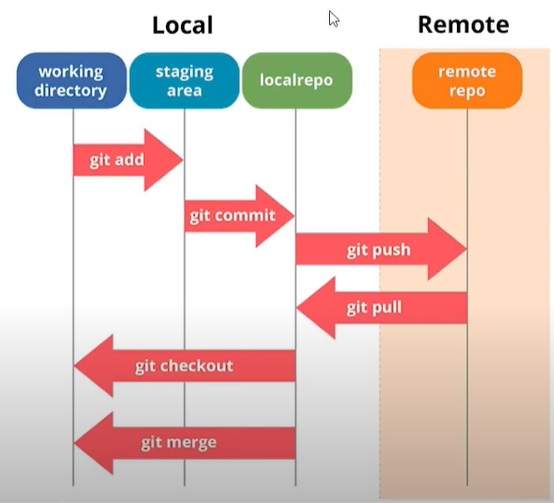 Local
Remote
working
directory
staging
area
localrepo
remote
repo
git add
git commit
git push
git pull
git checkout
git merge